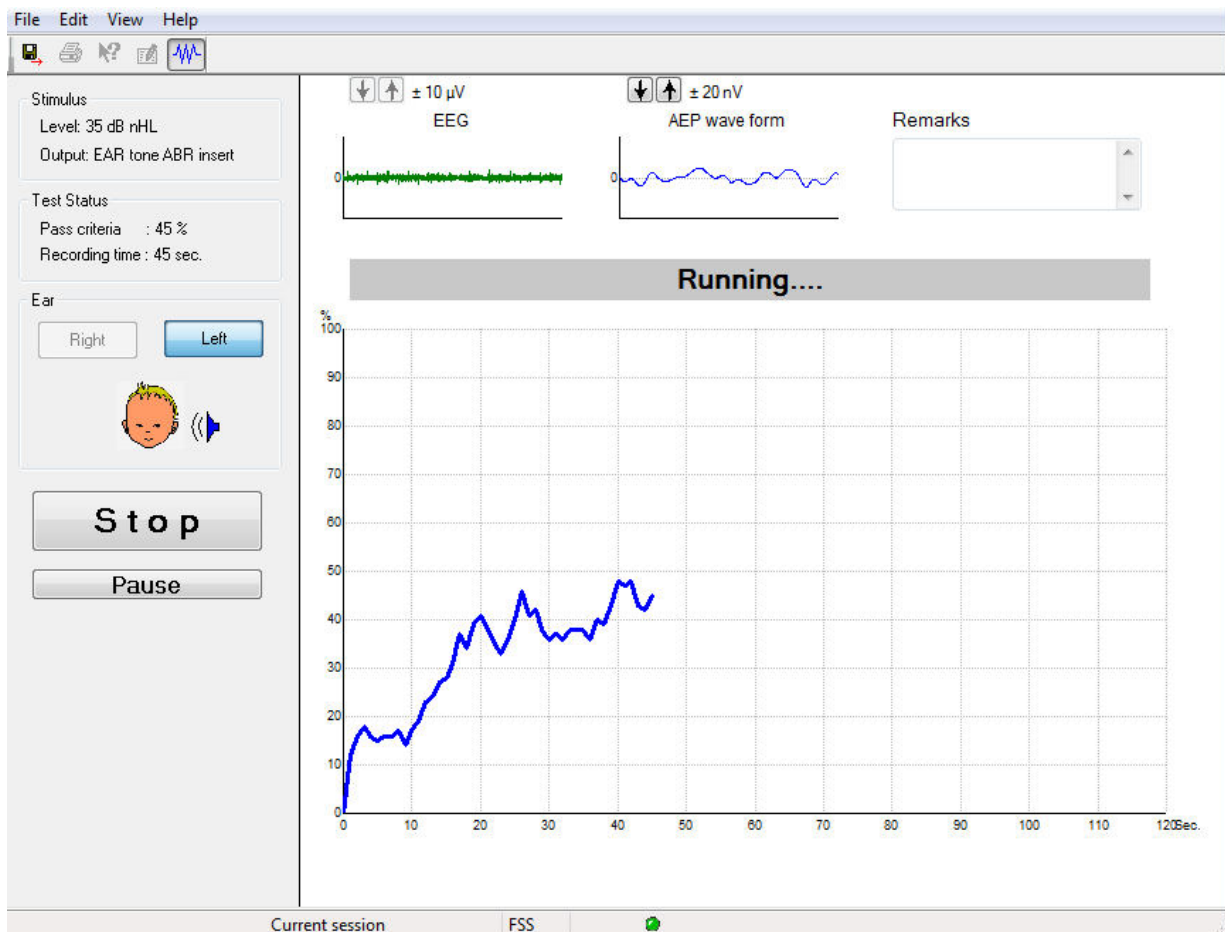 File Edit View Help
Stimulus
Level: 35 dB nHL
Output: EAR tone ABR insert
Test Status
Pass criteria : 45 %
Recording time : 45 sec.
Ear
Right Left
Stop
Pause
± 10 µV
EEG
0
± 20 nV
AEP wave form
0
Remarks
Running....
%
100
90
80
70
60
50
40
30
20
10
0
0 10 20 30 40 50 60 70 80 90 100 110 120 Sec.
Current session FSS